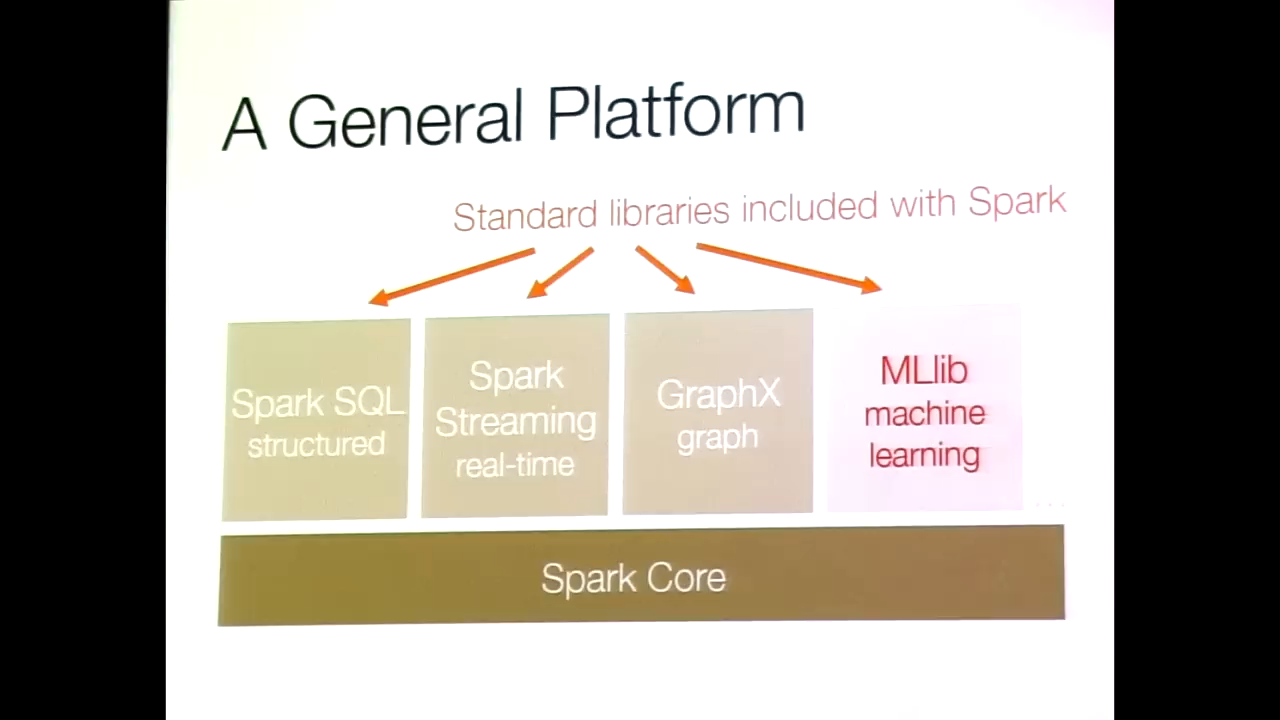 A General Platform
Standard libraries included with Spark
Spark SQL
structured
Spark
Streaming
real-time
GraphX
graph
MLlib
machine
learning
...
Spark Core